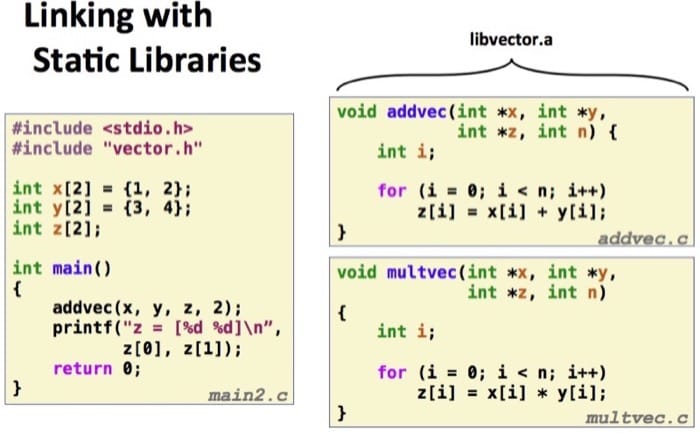 Linking with
Static Libraries
#include <stdio.h>
#include "vector.h"
int x[2] = {1, 2};
int y[2] = {3, 4};
int z[2];
int main()
{
addvec(x, y, z, 2);
printf("z = [%d %d]\n”,
z[0], z[1]);
return 0;
}
main2.c
libvector.a
void addvec(int *x, int *y,
int *z, int n) {
int i;
for (i = 0; i < n; i++)
z[i] = x[i] + y[i];
}
addvec.c
void multvec(int *x, int *y,
int *z, int n)
{
int i;
for (i = 0; i < n; i++)
z[i] = x[i] * y[i];
}
multvec.c